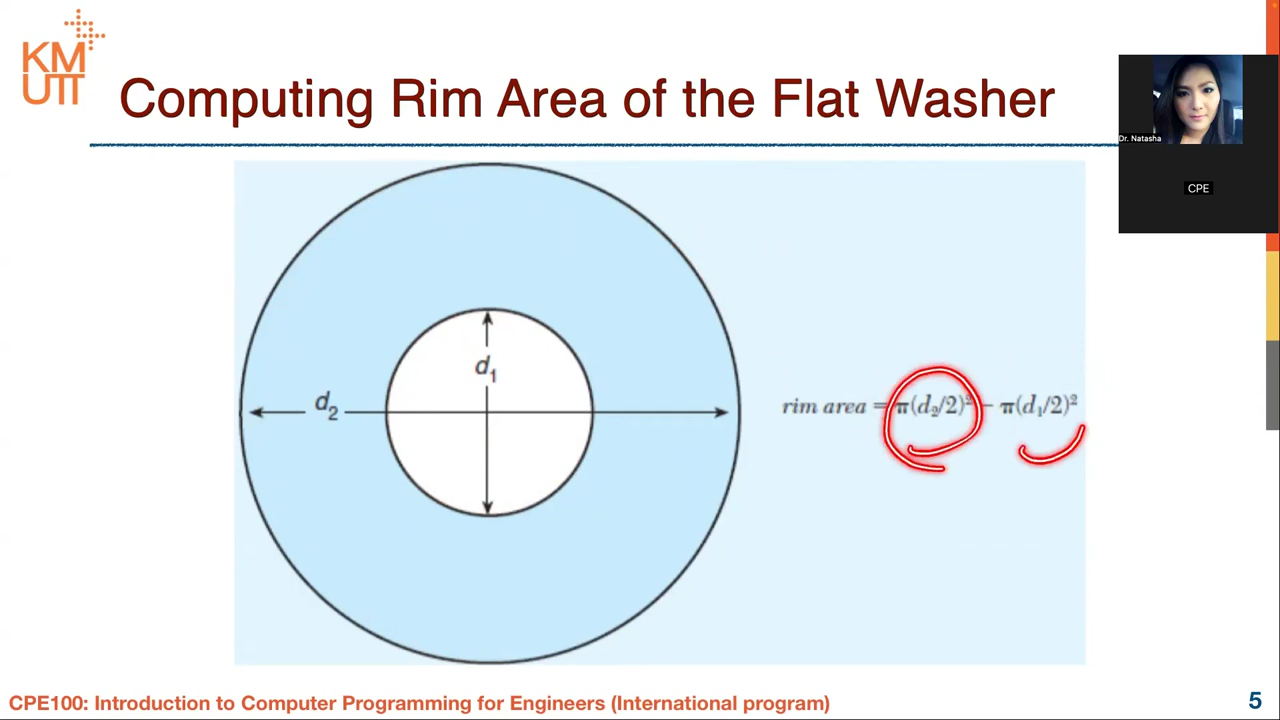 KM
UTT
Computing Rim Area of the Flat Washer
Dr. Natasha
CPE
d₁
d₂
rim area = π(d₂/2)² − π(d₁/2)²
CPE100: Introduction to Computer Programming for Engineers (International program)
5